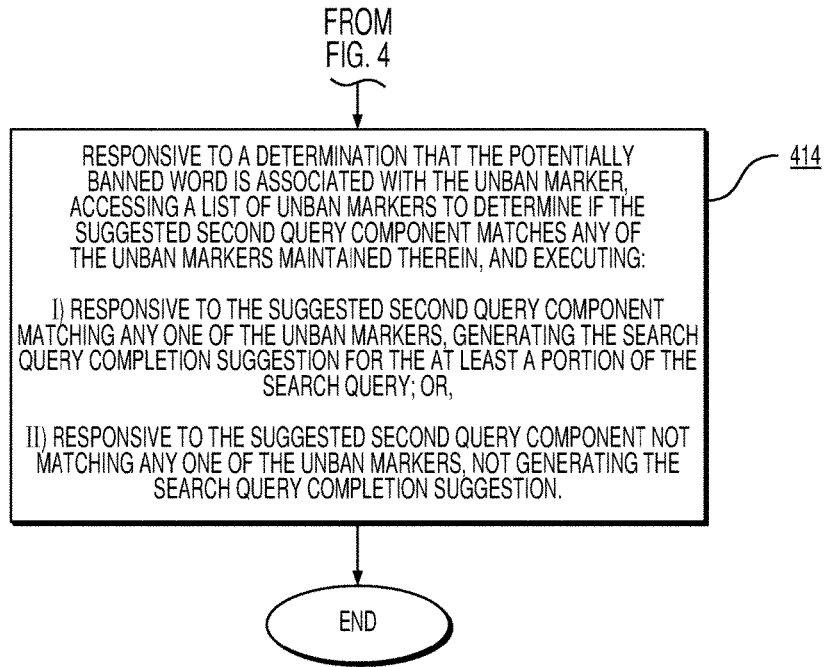 FROM
FIG. 4
RESPONSIVE TO A DETERMINATION THAT THE POTENTIALLY
BANNED WORD IS ASSOCIATED WITH THE UNBAN MARKER,
ACCESSING A LIST OF UNBAN MARKERS TO DETERMINE IF THE
SUGGESTED SECOND QUERY COMPONENT MATCHES ANY OF
THE UNBAN MARKERS MAINTAINED THEREIN, AND EXECUTING:
I) RESPONSIVE TO THE SUGGESTED SECOND QUERY COMPONENT
MATCHING ANY ONE OF THE UNBAN MARKERS, GENERATING THE SEARCH
QUERY COMPLETION SUGGESTION FOR THE AT LEAST A PORTION OF THE
SEARCH QUERY; OR,
II) RESPONSIVE TO THE SUGGESTED SECOND QUERY COMPONENT NOT
MATCHING ANY ONE OF THE UNBAN MARKERS, NOT GENERATING THE
SEARCH QUERY COMPLETION SUGGESTION.
414
END